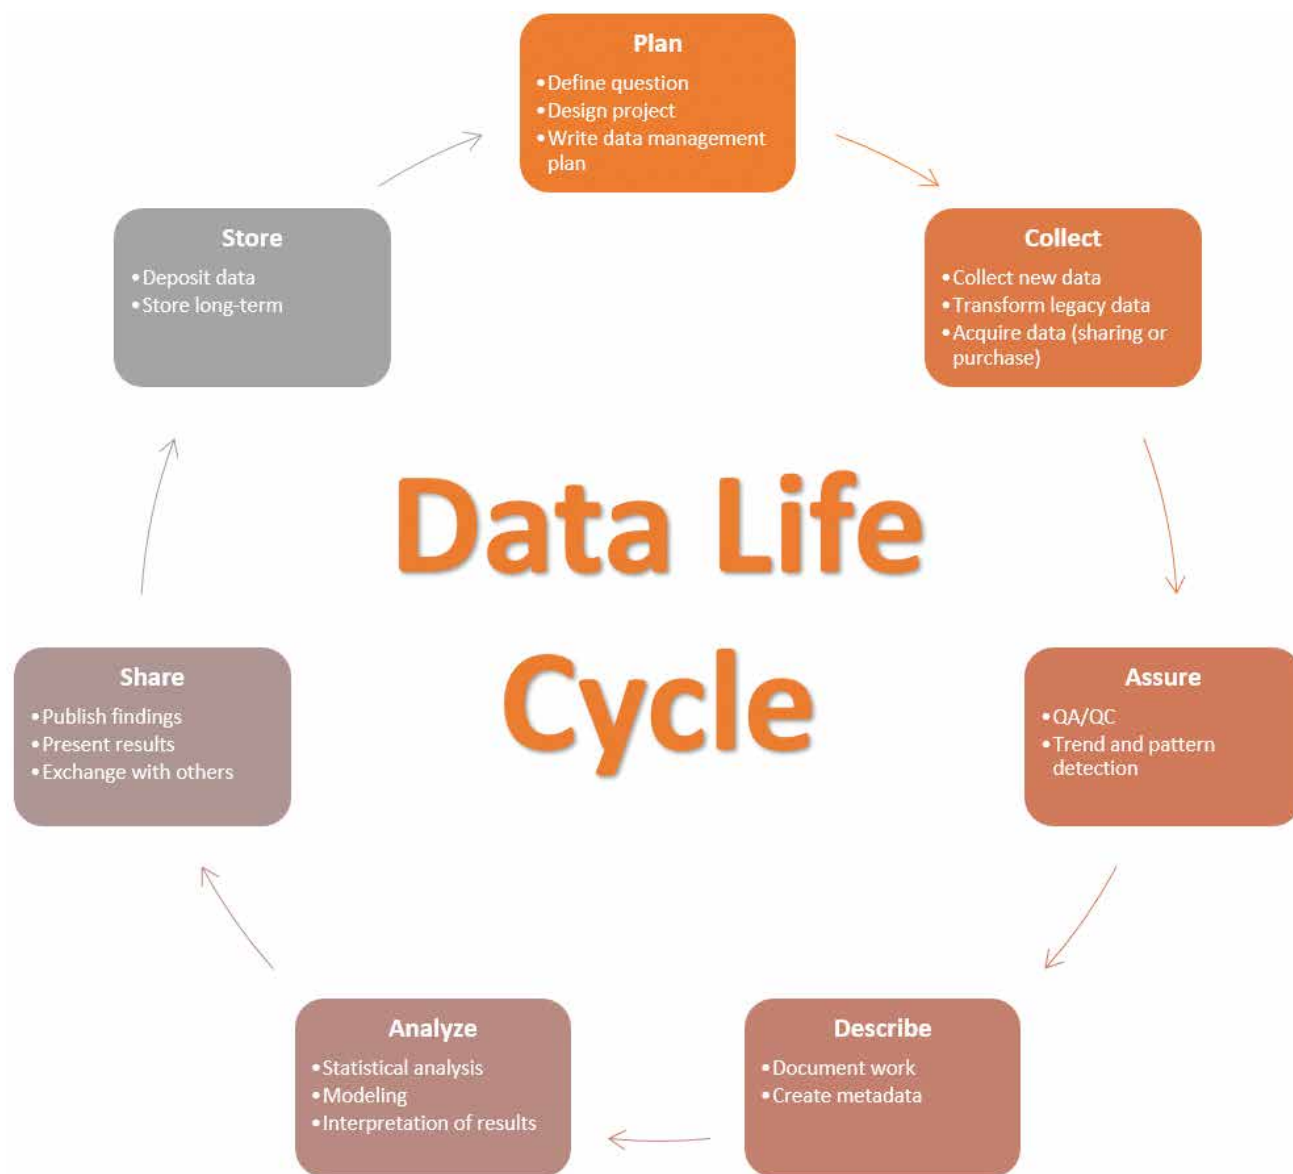 Plan
•Define question
•Design project
•Write data management
plan
Collect
•Collect new data
•Transform legacy data
•Acquire data (sharing or
purchase)
Assure
•QA/QC
•Trend and pattern
detection
Describe
•Document work
•Create metadata
Analyze
•Statistical analysis
•Modeling
•Interpretation of results
Share
•Publish findings
•Present results
•Exchange with others
Store
•Deposit data
•Store long-term
Data Life
Cycle